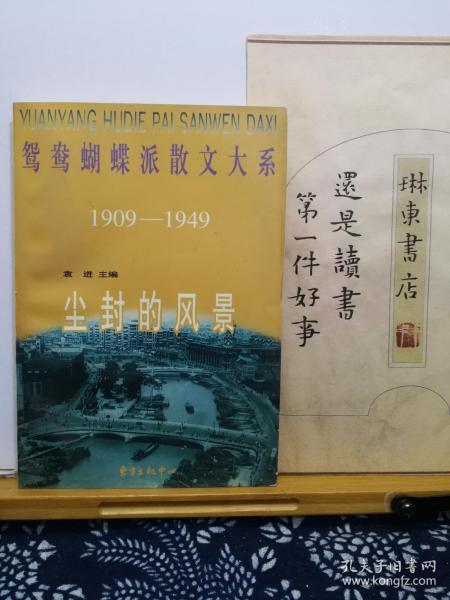 YUANYANG HUDIE PAI SANWEN DAXI
鸳鸯蝴蝶派散文大系
1909—1949
袁进 主编
尘封的风景
东方出版中心
琳東書店
還是讀書
第一件好事
孔夫子旧书网
www.kongfz.com